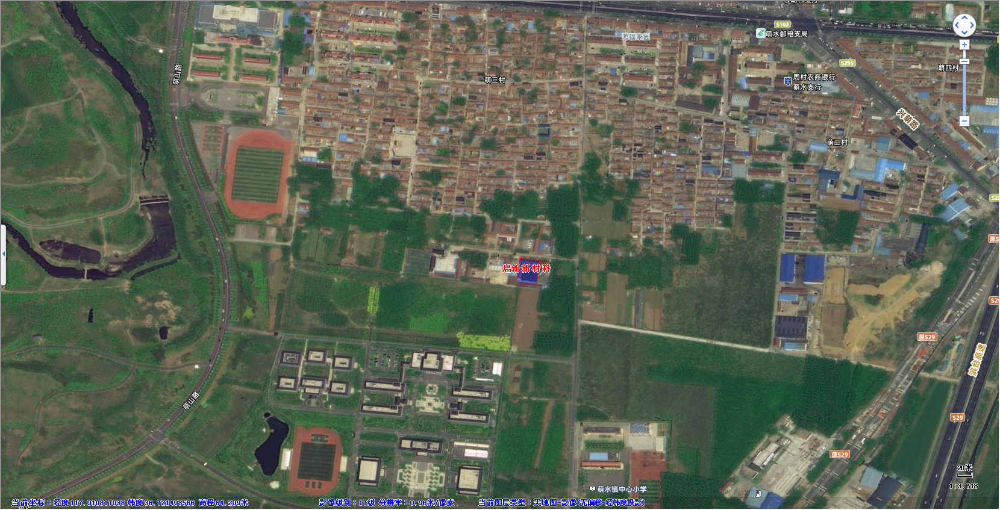 S102
萌水邮电支局
鸿福家园
S235
萌四村
萌山路
萌三村
周村农商银行
萌水支行
兴萌路
萌二村
启新新材料
原S29
滨台高速
萌山路
S29
原S29
20米
1:3,618
萌水镇中心小学
当前坐标：经度117.910817038 纬度36.721498566 高程64.209米
影像级别：17级 分辨率：0.96米/像素
当前图层类型：天地图-影像(无偏移-经纬度投影)